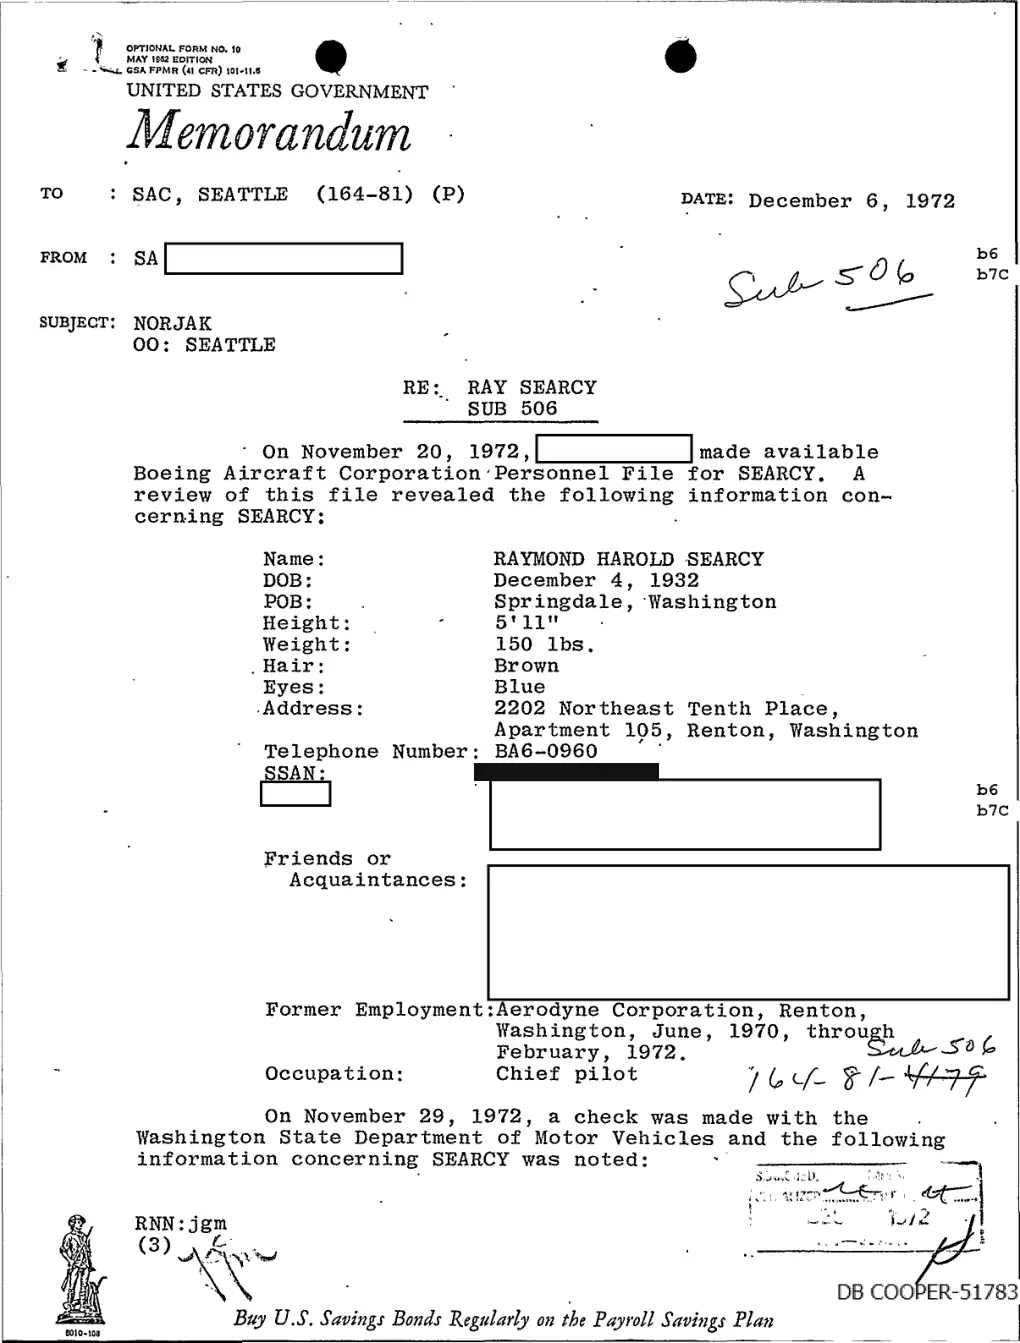 OPTIONAL FORM NO. 10
MAY 1962 EDITION
GSA FPMR (41 CFR) 101-11.6
UNITED STATES GOVERNMENT
Memorandum
TO : SAC, SEATTLE (164-81) (P)
DATE: December 6, 1972
FROM : SA
b6
b7C
Sub 506
SUBJECT: NORJAK
OO: SEATTLE
RE: RAY SEARCY
SUB 506
On November 20, 1972, made available
Boeing Aircraft Corporation Personnel File for SEARCY. A
review of this file revealed the following information con-
cerning SEARCY:
Name: RAYMOND HAROLD SEARCY
DOB: December 4, 1932
POB: Springdale, Washington
Height: 5'11"
Weight: 150 lbs.
Hair: Brown
Eyes: Blue
Address: 2202 Northeast Tenth Place,
Apartment 105, Renton, Washington
Telephone Number: BA6-0960
SSAN:
b6
b7C
Friends or
Acquaintances:
Former Employment: Aerodyne Corporation, Renton,
Washington, June, 1970, through
February, 1972.
Sub 506
Occupation: Chief pilot
164-81-4179
On November 29, 1972, a check was made with the
Washington State Department of Motor Vehicles and the following
information concerning SEARCY was noted:
RNN:jgm
(3)
DB COOPER-51783
Buy U.S. Savings Bonds Regularly on the Payroll Savings Plan
5010-108